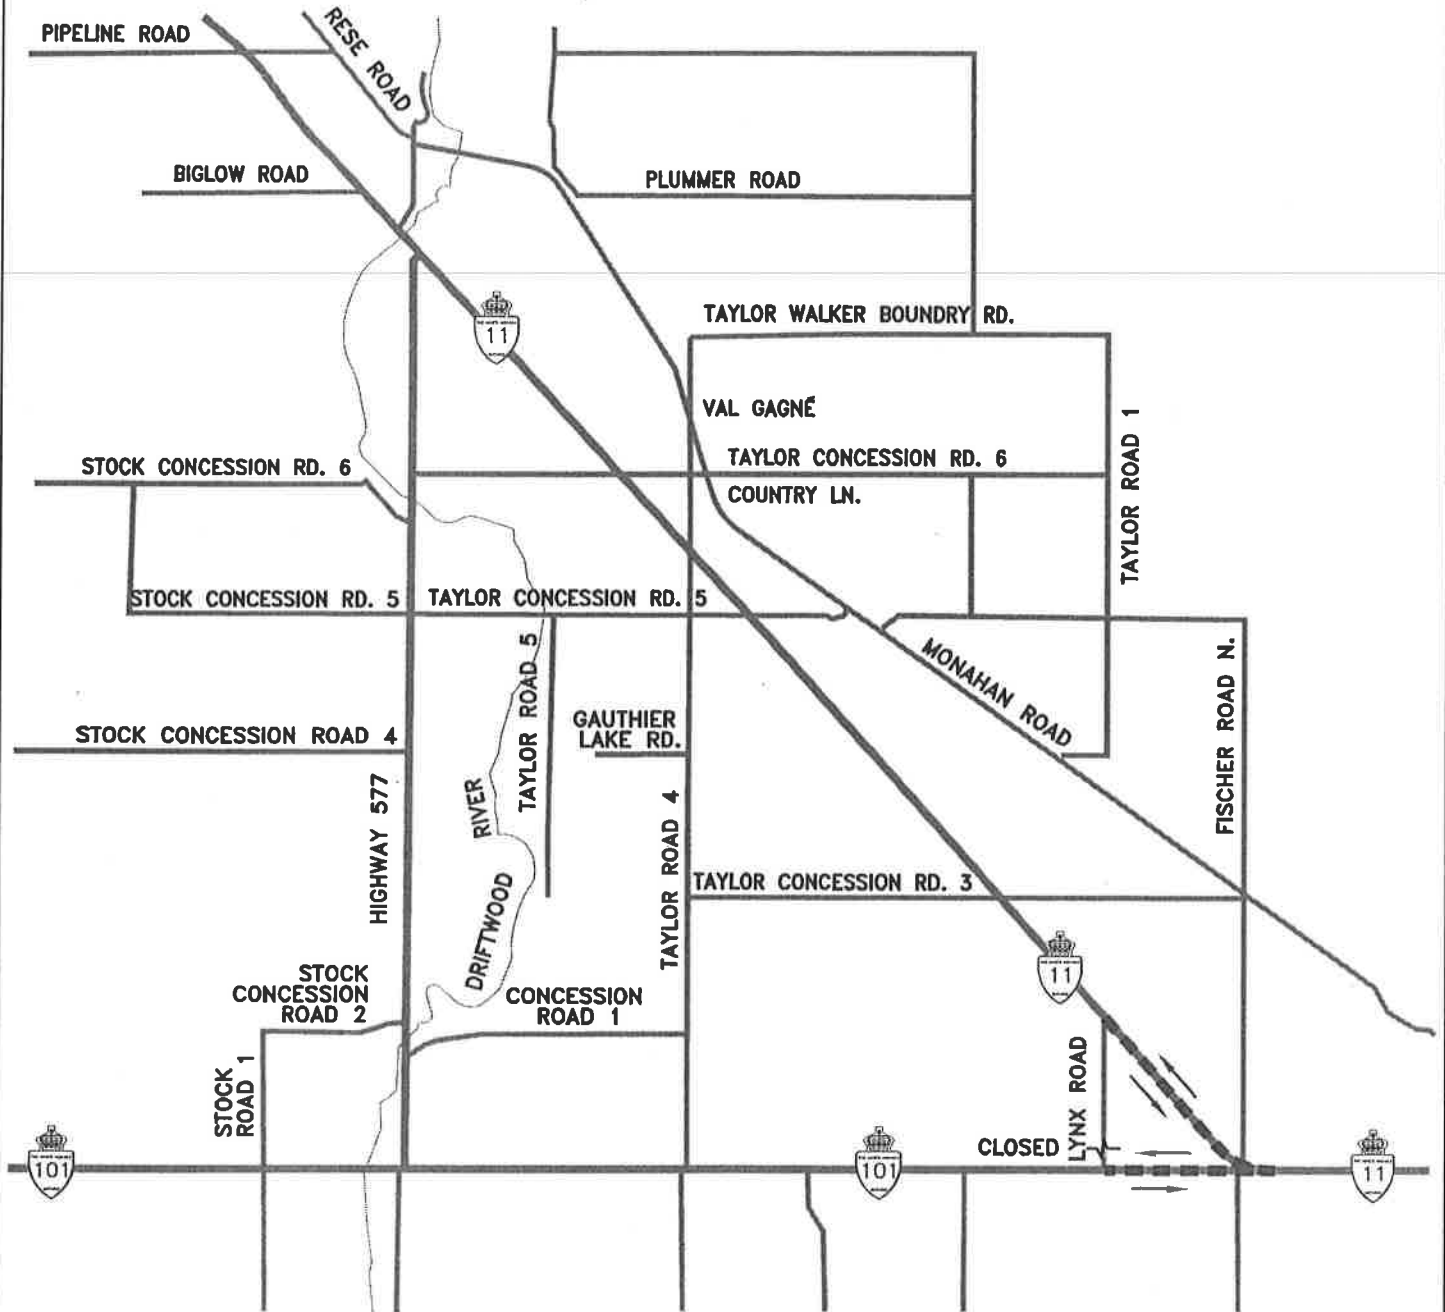 PIPELINE ROAD
RESE ROAD
BIGLOW ROAD
PLUMMER ROAD
TAYLOR WALKER BOUNDRY RD.
11
VAL GAGNÉ
TAYLOR ROAD 1
STOCK CONCESSION RD. 6
TAYLOR CONCESSION RD. 6
COUNTRY LN.
STOCK CONCESSION RD. 5
TAYLOR CONCESSION RD. 5
TAYLOR ROAD 5
MONAHAN ROAD
FISCHER ROAD N.
STOCK CONCESSION ROAD 4
GAUTHIER
LAKE RD.
HIGHWAY 577
DRIFTWOOD RIVER
TAYLOR ROAD 4
TAYLOR CONCESSION RD. 3
11
STOCK
CONCESSION
ROAD 2
CONCESSION
ROAD 1
STOCK
ROAD 1
LYNX ROAD
CLOSED
101
101
11